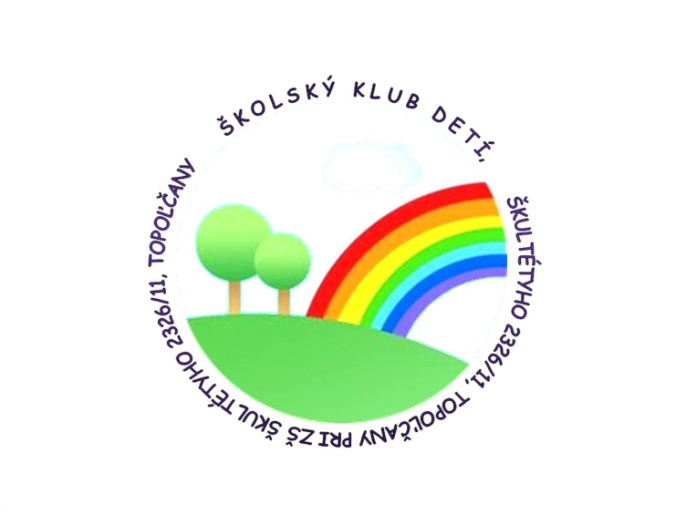 ŠKOLSKÝ KLUB DETÍ,
ŠKULTÉTYHO 2326/11, TOPOĽČANY PRI ZŠ ŠKULTÉTYHO 2326/11, TOPOĽČANY